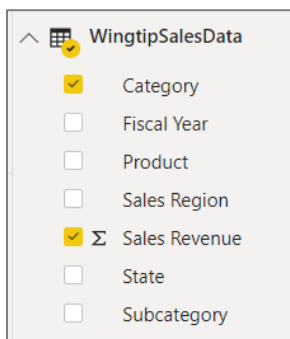 WingtipSalesData
Category
Fiscal Year
Product
Sales Region
Σ Sales Revenue
State
Subcategory